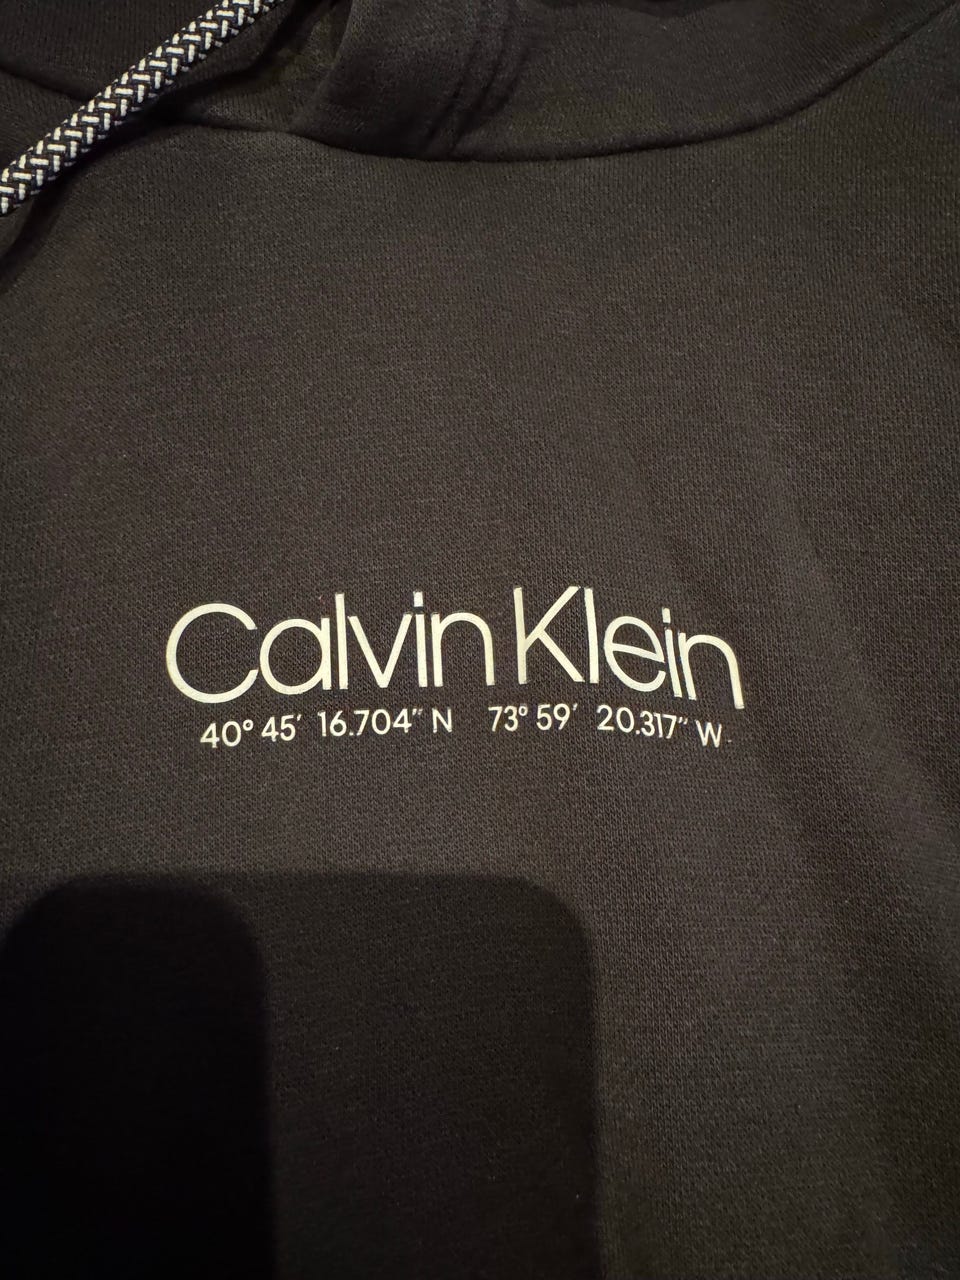 Calvin Klein
40° 45' 16.704" N 73° 59' 20.317" W